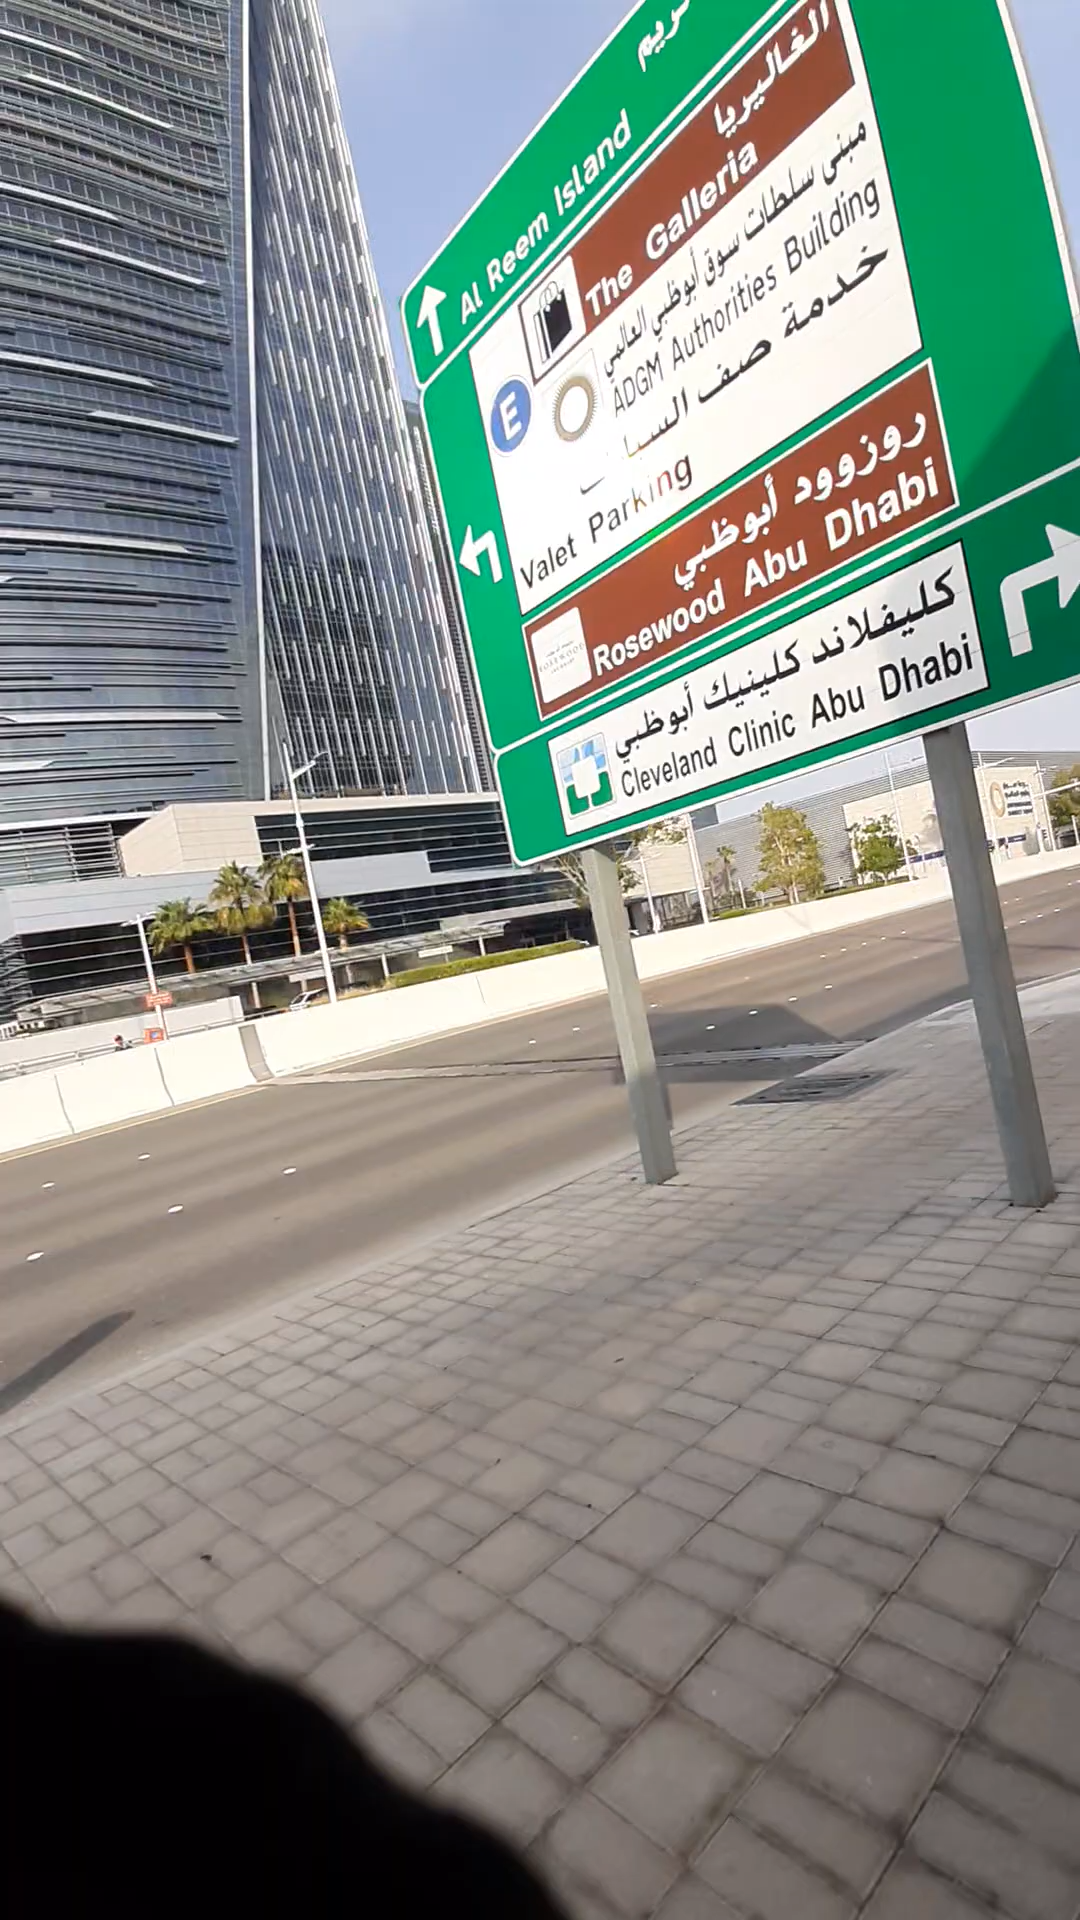 Al Reem Island
الغاليريا
The Galleria
مبنى سلطات سوق أبوظبي العالمي
ADGM Authorities Building
E
خدمة صف
Valet Parking
روزوود أبوظبي
Rosewood Abu Dhabi
ROSEWOOD
كليفلاند كلينيك أبوظبي
Cleveland Clinic Abu Dhabi